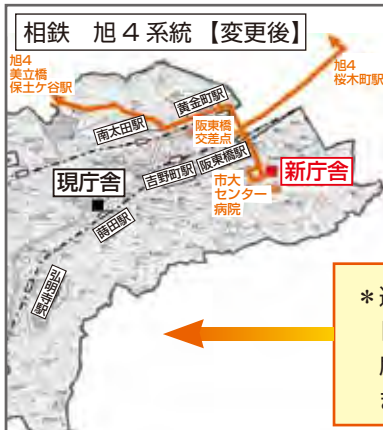 相鉄 旭4系統【変更後】
旭4
美立橋
保土ケ谷駅
旭4
桜木町駅
黄金町駅
南太田駅
阪東橋
交差点
阪東橋駅
吉野町駅
新庁舎
現庁舎
市大
センター
病院
蒔田駅
弘明寺駅